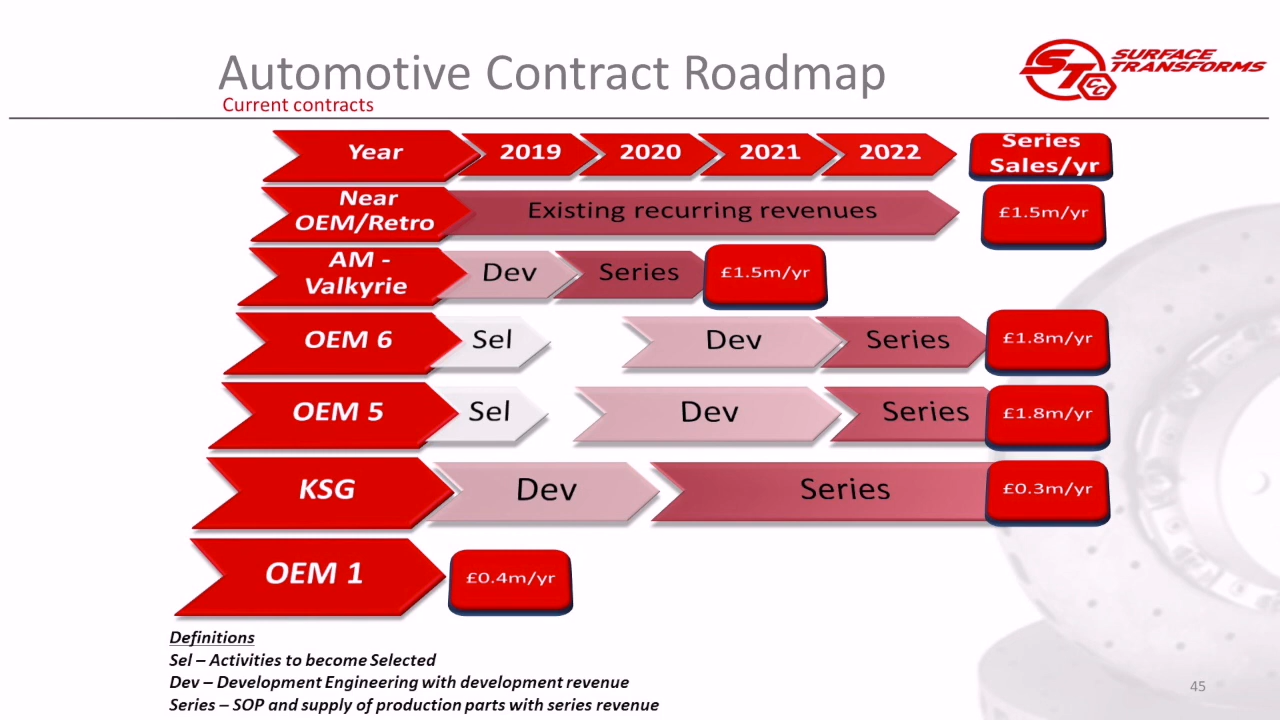 Automotive Contract Roadmap
Current contracts
SURFACE
TRANSFORMS
ST
CC
Year
2019
2020
2021
2022
Series
Sales/yr
Near
OEM/Retro
Existing recurring revenues
£1.5m/yr
AM -
Valkyrie
Dev
Series
£1.5m/yr
OEM 6
Sel
Dev
Series
£1.8m/yr
OEM 5
Sel
Dev
Series
£1.8m/yr
KSG
Dev
Series
£0.3m/yr
OEM 1
£0.4m/yr
Definitions
Sel – Activities to become Selected
Dev – Development Engineering with development revenue
Series – SOP and supply of production parts with series revenue
45